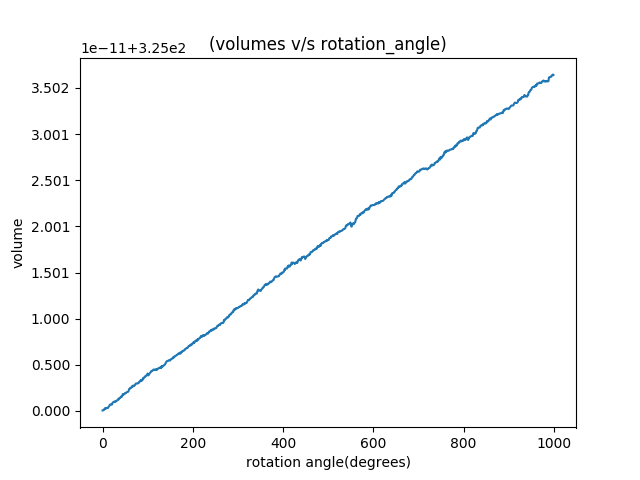 (volumes v/s rotation_angle)
1e−11+3.25e2
3.502
3.001
2.501
2.001
1.501
1.000
0.500
0.000
volume
0 200 400 600 800 1000
rotation angle(degrees)